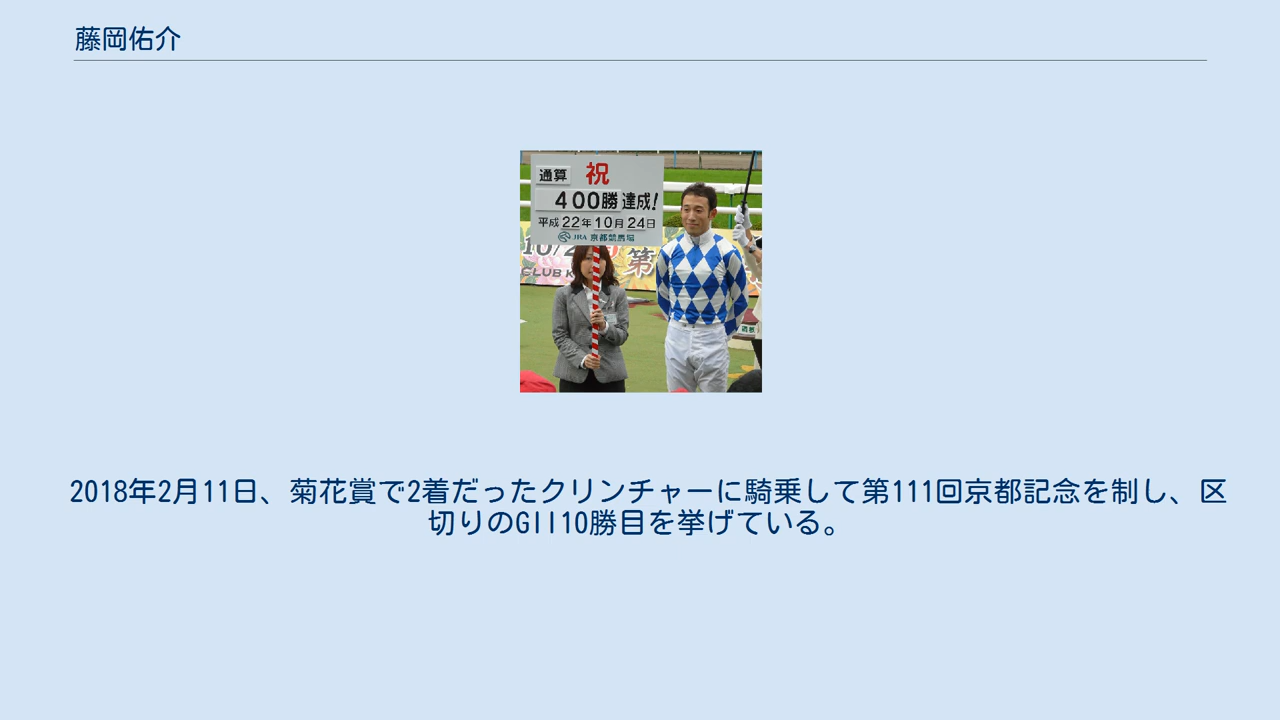 藤岡佑介
通算 祝
400勝達成!
平成22年10月24日
JRA 京都競馬場
10/2
第
CLUB K
2018年2月11日、菊花賞で2着だったクリンチャーに騎乗して第111回京都記念を制し、区
切りのGII10勝目を挙げている。